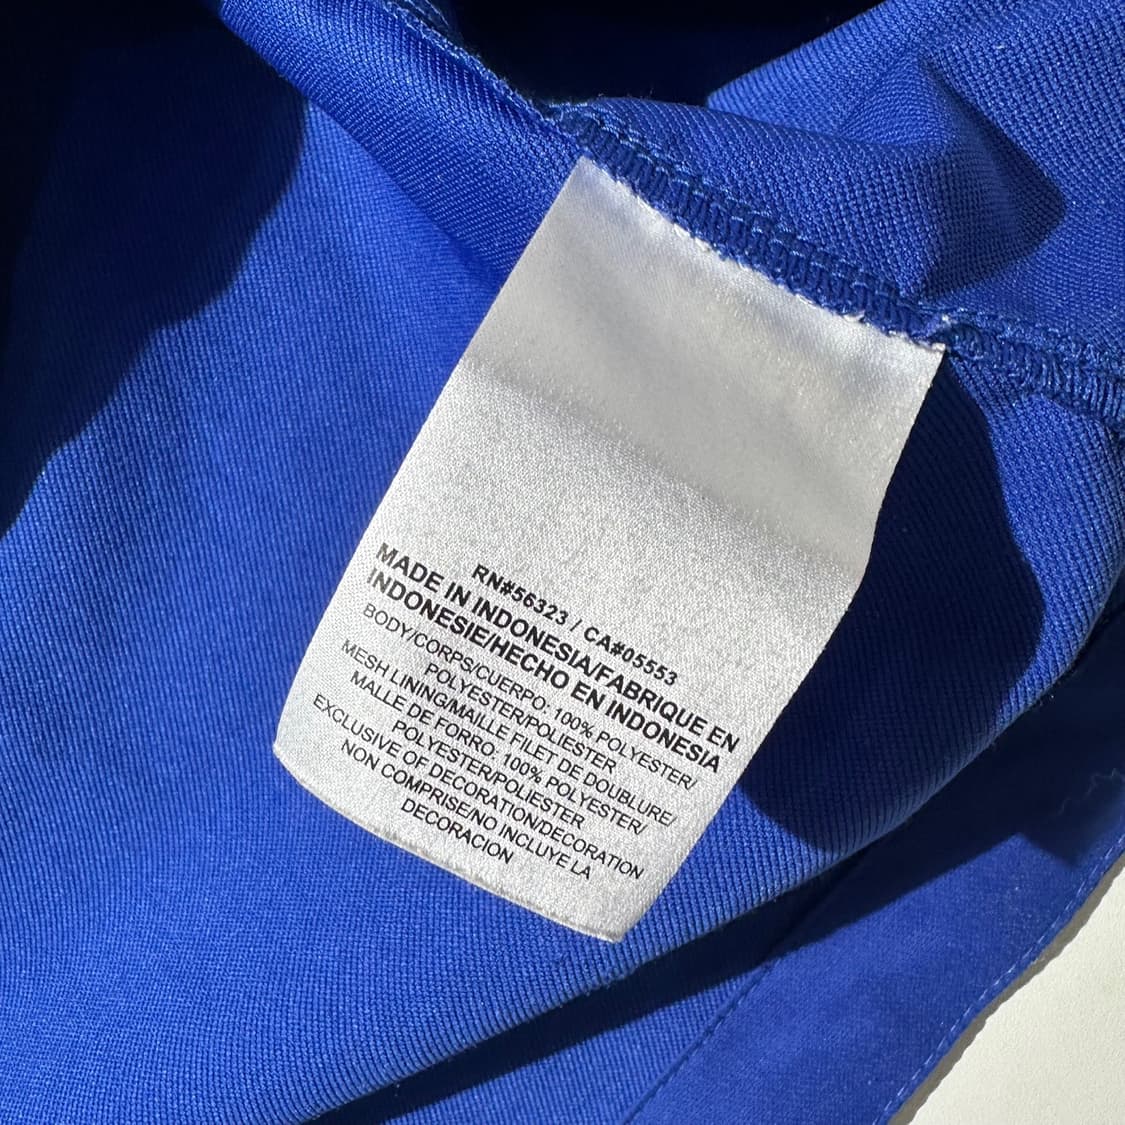 RN#56323 / CA#05553
MADE IN INDONESIA/FABRIQUE EN
INDONESIE/HECHO EN INDONESIA
BODY/CORPS/CUERPO: 100% POLYESTER/
POLYESTER/POLIESTER
MESH LINING/MAILLE FILET DE DOUBLURE/
MALLE DE FORRO: 100% POLYESTER/
POLYESTER/POLIESTER
EXCLUSIVE OF DECORATION/DECORATION
NON COMPRISE/NO INCLUYE LA
DECORACION